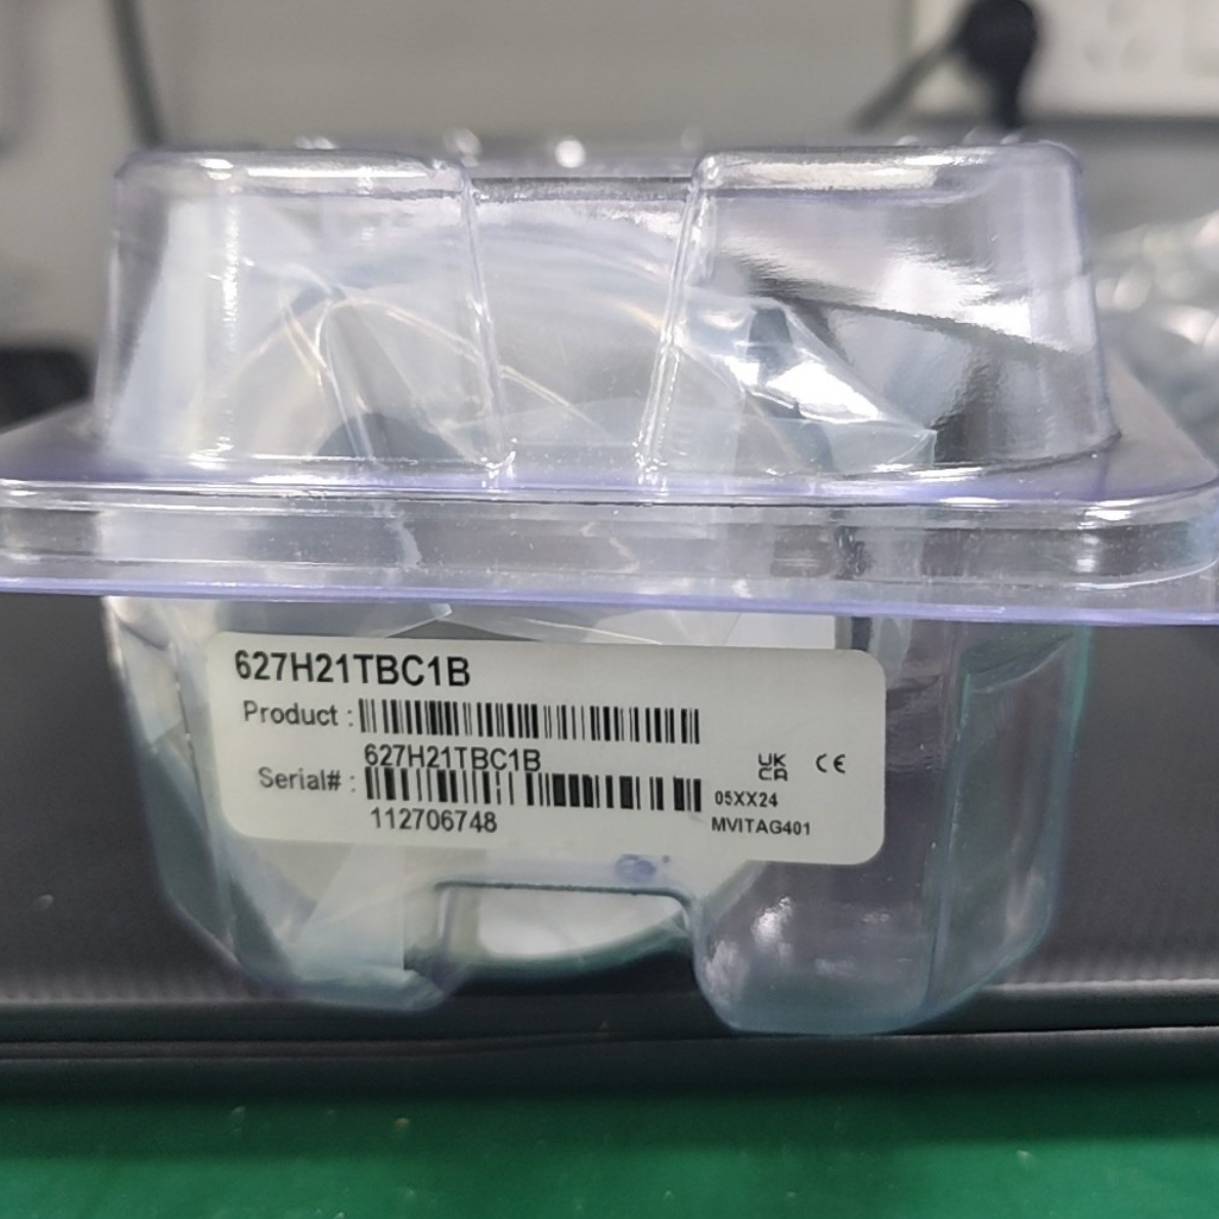 627H21TBC1B
Product :
627H21TBC1B
Serial# :
112706748
UK
CA
CE
05XX24
MVITAG401